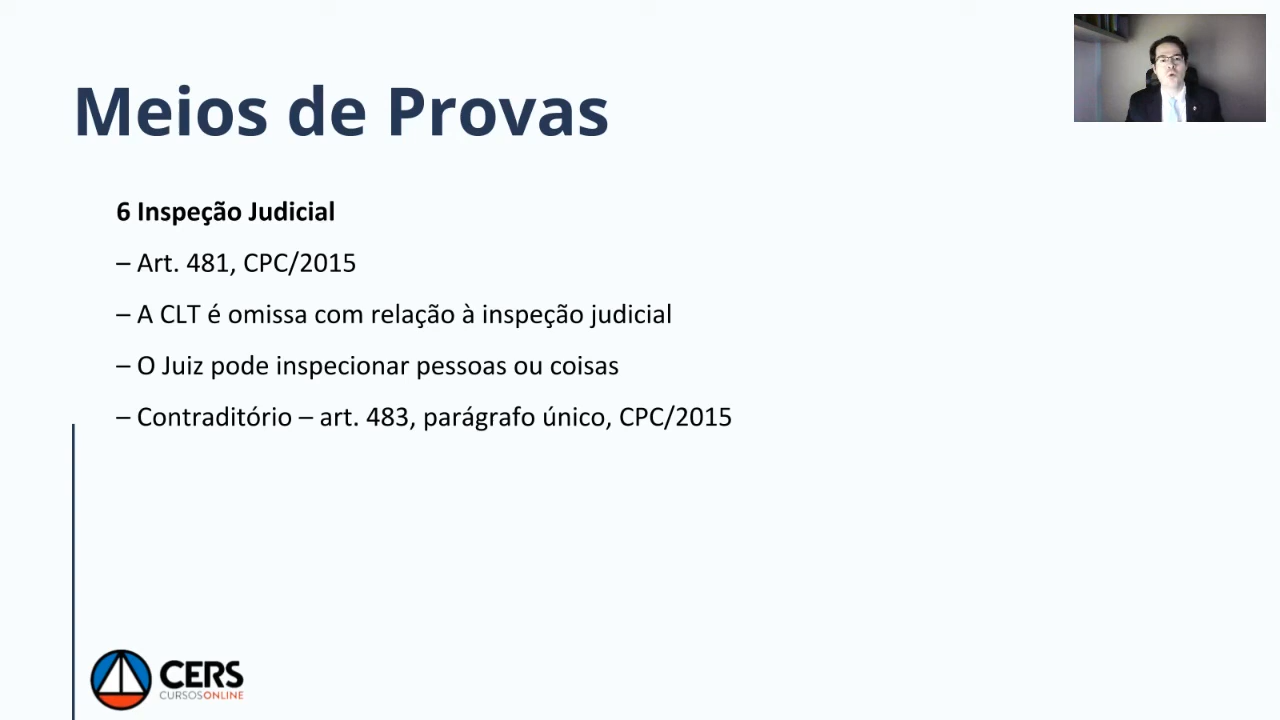 Meios de Provas
6 Inspeção Judicial
– Art. 481, CPC/2015
– A CLT é omissa com relação à inspeção judicial
– O Juiz pode inspecionar pessoas ou coisas
– Contraditório – art. 483, parágrafo único, CPC/2015
CERS
CURSOSONLINE